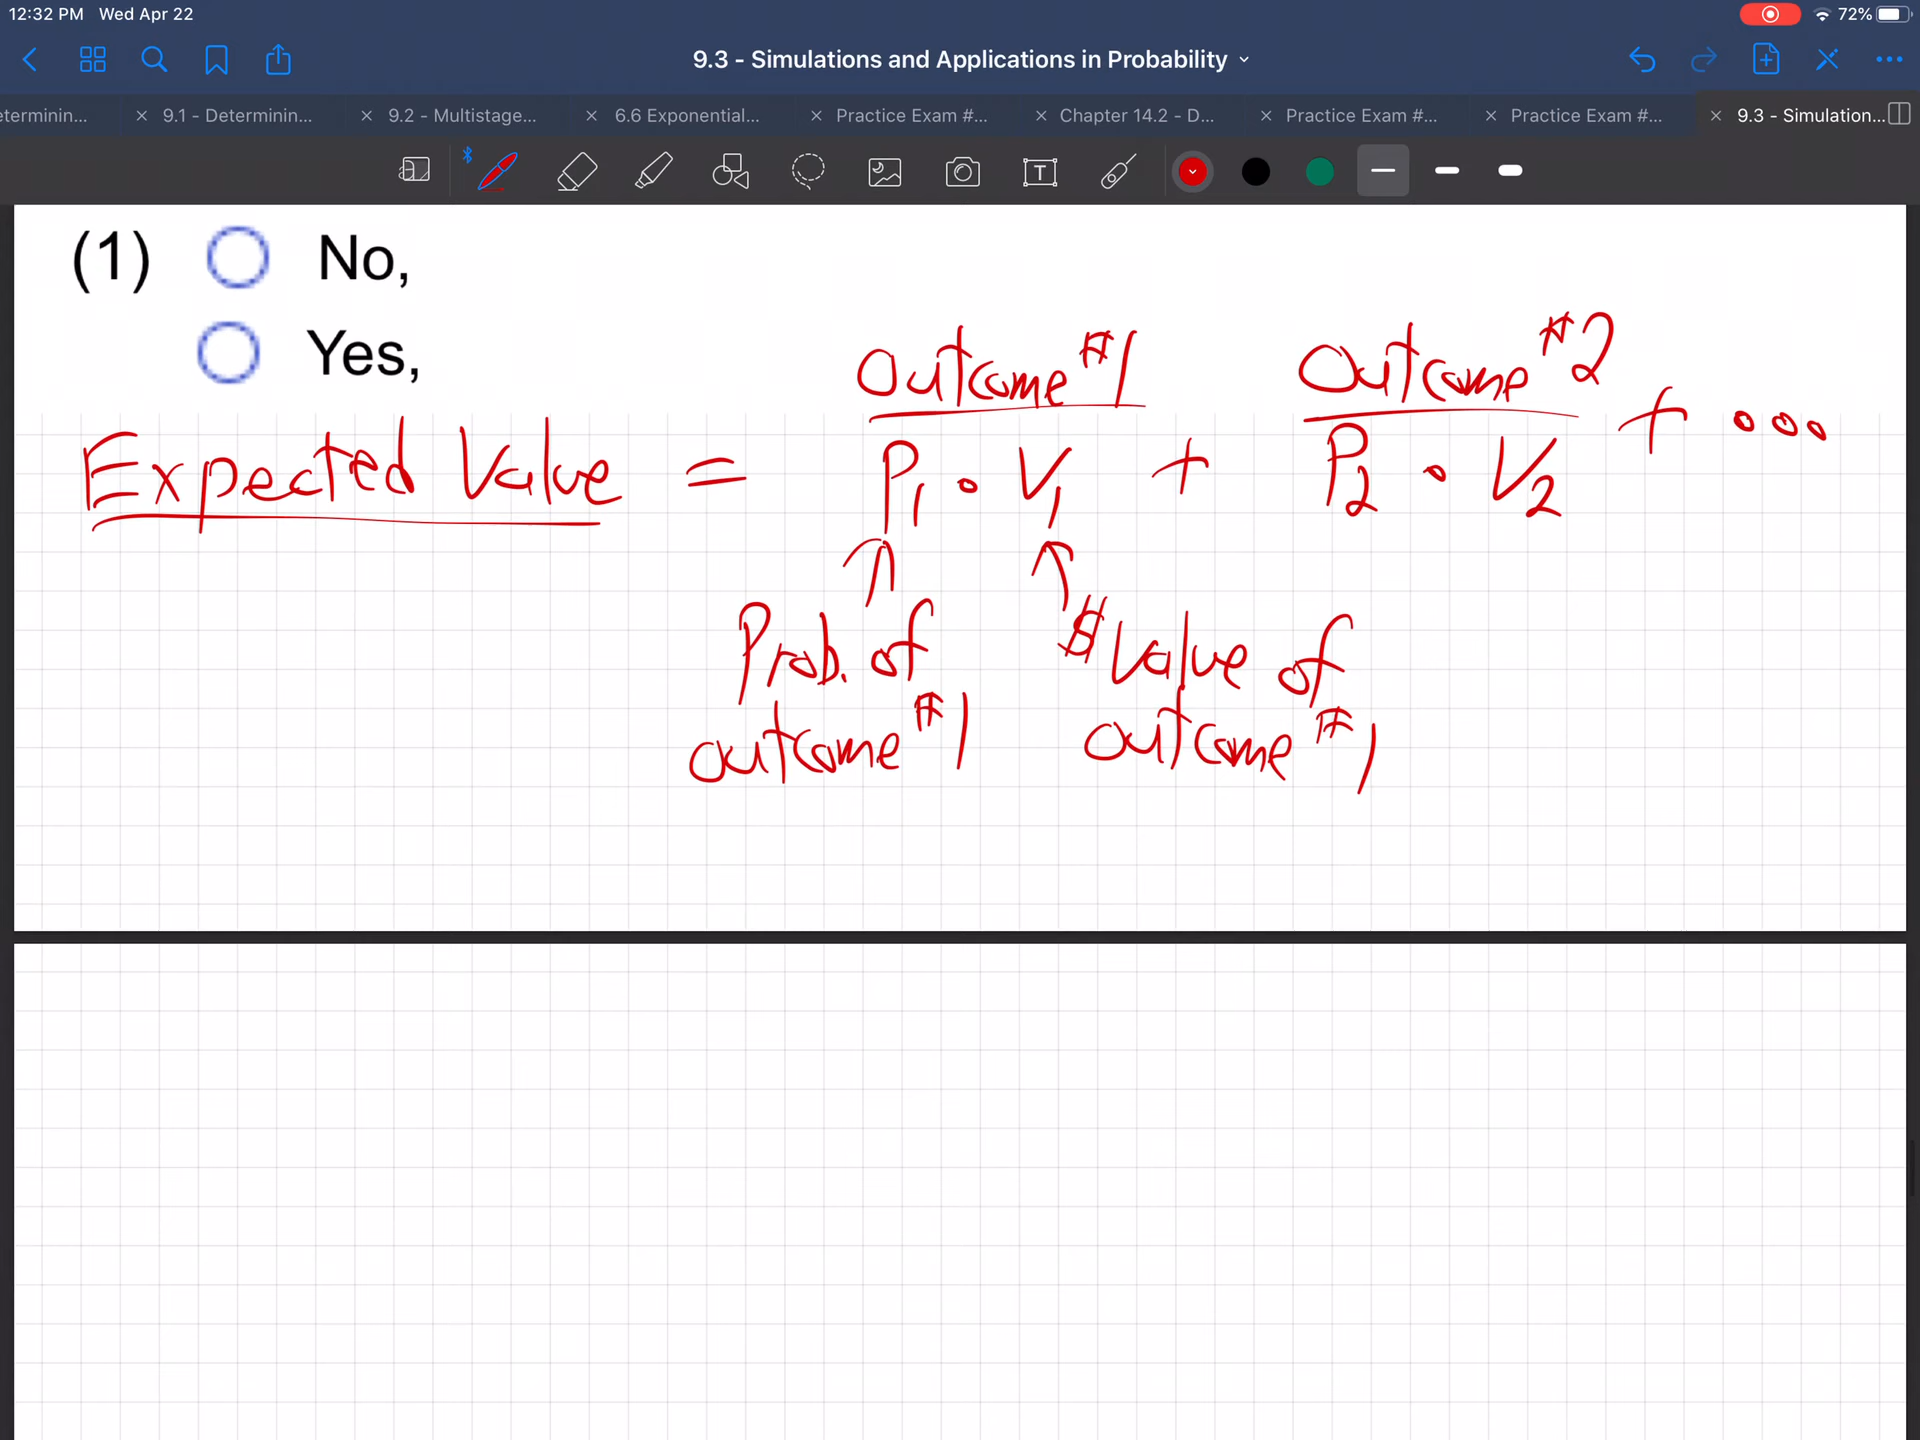 12:32 PM Wed Apr 22 72%
9.3 - Simulations and Applications in Probability
eterminin... × 9.1 - Determinin... × 9.2 - Multistage... × 6.6 Exponential... × Practice Exam #... × Chapter 14.2 - D... × Practice Exam #... × Practice Exam #... × 9.3 - Simulation...
T
(1) No,
Yes,
Outcome #1 Outcome #2
Expected Value = P1 • V1 + P2 • V2 + •••
Prob. of $ Value of
outcome #1 outcome #1